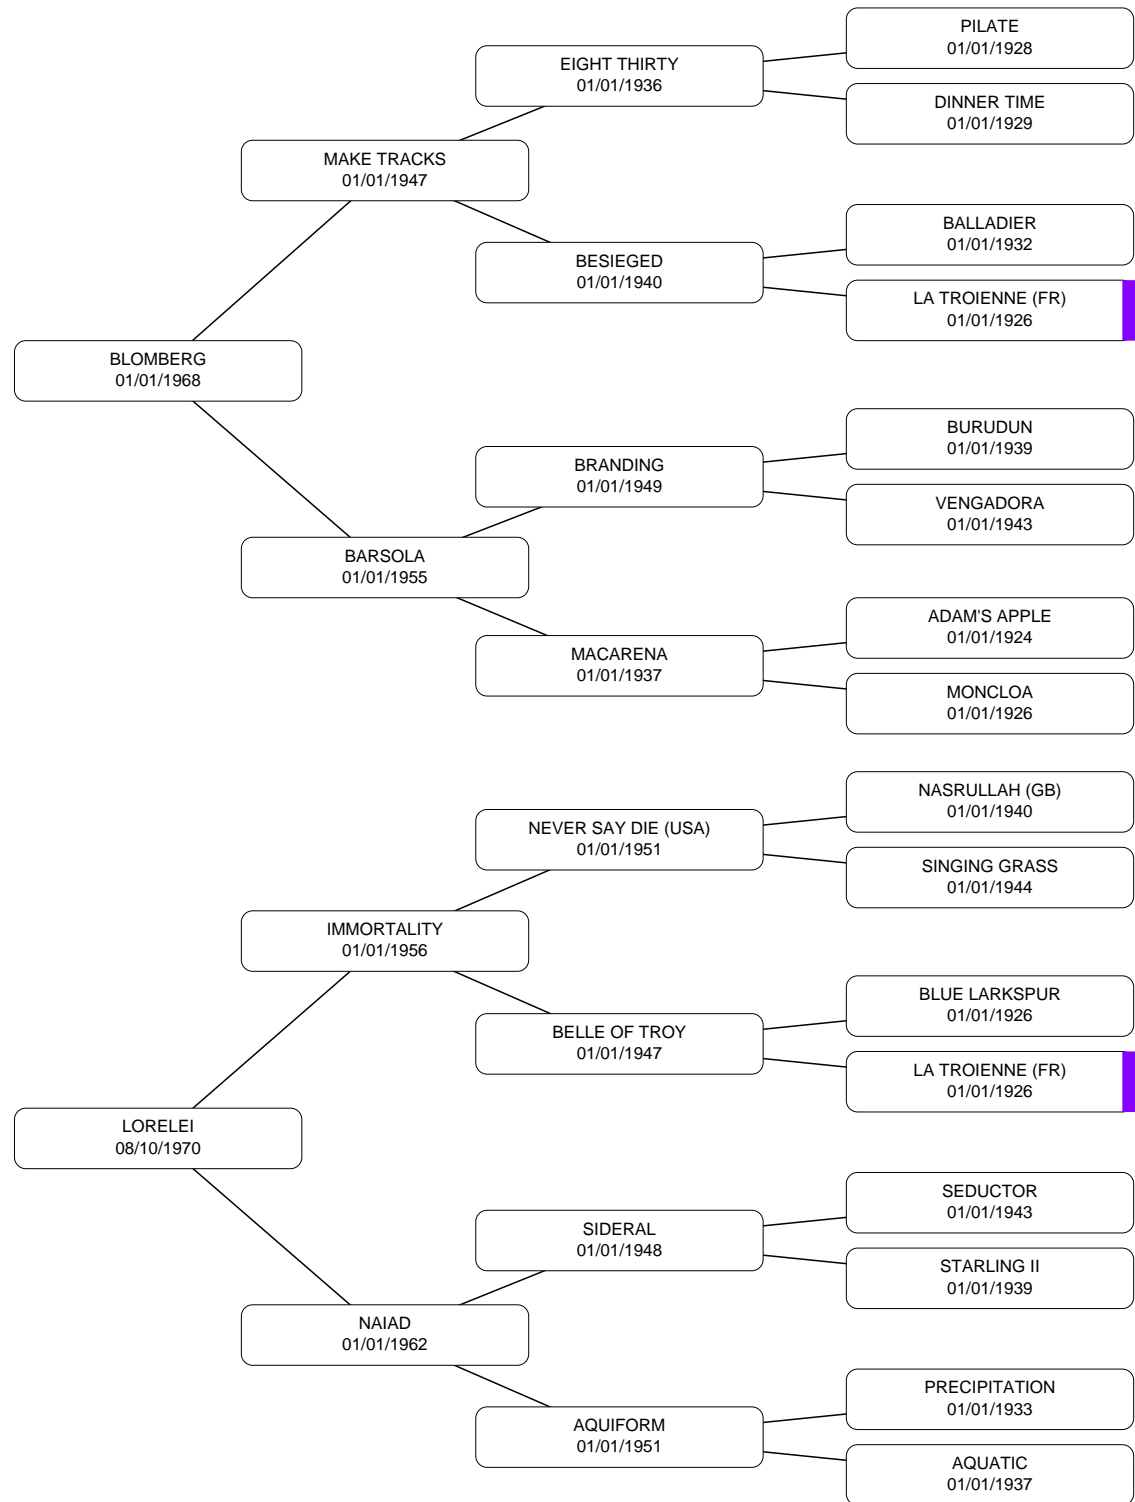 PILATE
01/01/1928
EIGHT THIRTY
01/01/1936
DINNER TIME
01/01/1929
MAKE TRACKS
01/01/1947
BALLADIER
01/01/1932
BESIEGED
01/01/1940
LA TROIENNE (FR)
01/01/1926
BLOMBERG
01/01/1968
BURUDUN
01/01/1939
BRANDING
01/01/1949
VENGADORA
01/01/1943
BARSOLA
01/01/1955
ADAM'S APPLE
01/01/1924
MACARENA
01/01/1937
MONCLOA
01/01/1926
NASRULLAH (GB)
01/01/1940
NEVER SAY DIE (USA)
01/01/1951
SINGING GRASS
01/01/1944
IMMORTALITY
01/01/1956
BLUE LARKSPUR
01/01/1926
BELLE OF TROY
01/01/1947
LA TROIENNE (FR)
01/01/1926
LORELEI
08/10/1970
SEDUCTOR
01/01/1943
SIDERAL
01/01/1948
STARLING II
01/01/1939
NAIAD
01/01/1962
PRECIPITATION
01/01/1933
AQUIFORM
01/01/1951
AQUATIC
01/01/1937